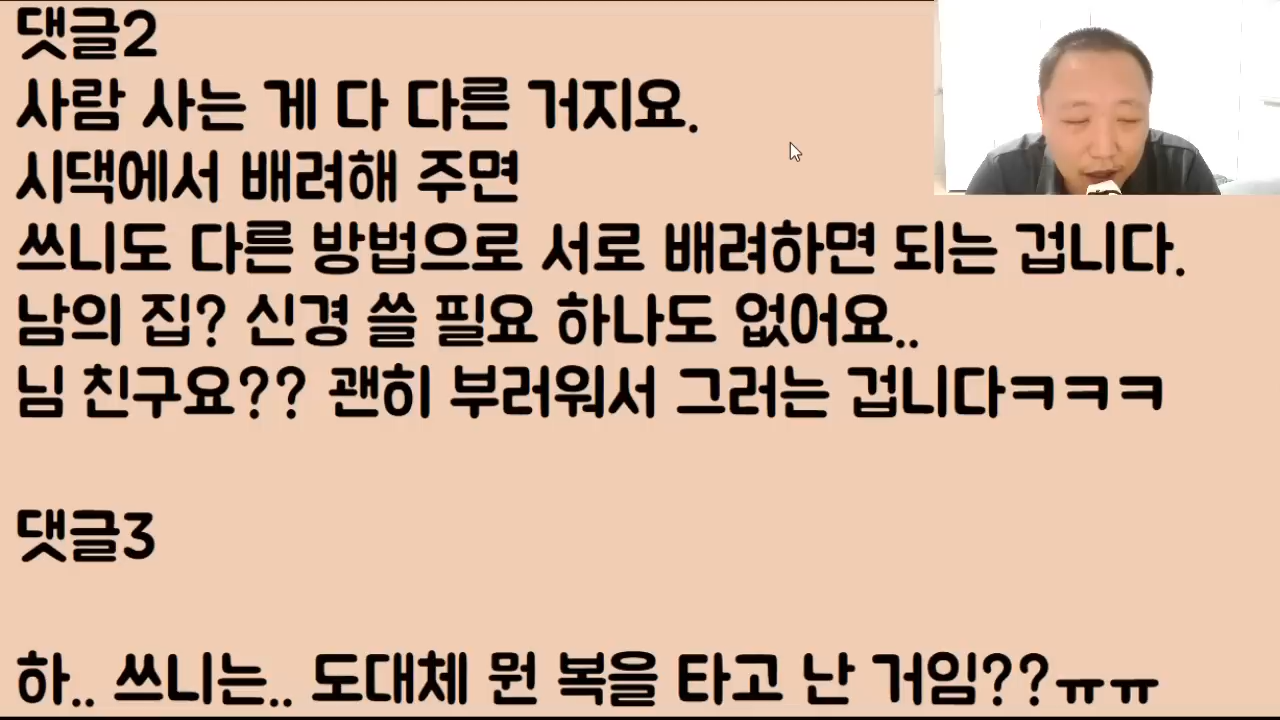 댓글2
사람 사는 게 다 다른 거지요.
시댁에서 배려해 주면
쓰니도 다른 방법으로 서로 배려하면 되는 겁니다.
남의 집? 신경 쓸 필요 하나도 없어요..
님 친구요?? 괜히 부러워서 그러는 겁니다ㅋㅋㅋ
댓글3
하.. 쓰니는.. 도대체 뭔 복을 타고 난 거임??ㅠㅠ